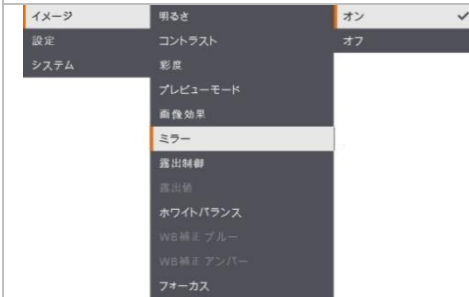 イメージ
設定
システム
明るさ
コントラスト
彩度
プレビューモード
画像効果
ミラー
露出制御
露出値
ホワイトバランス
WB補正 ブルー
WB補正 アンバー
フォーカス
オン
オフ